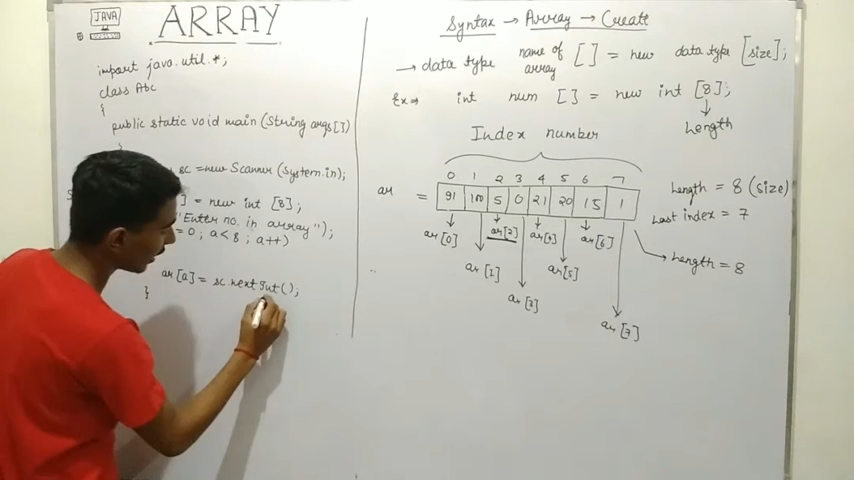 JAVA
ARRAY
import java.util.*;
class Abc
{
public static void main (String args[])
{
sc = new Scanner (System.in);
] = new int [8];
"Enter no. in array");
= 0; a<8; a++)
ar[a] = sc.nextInt();
}
Syntax → Array → Create
→ data type name of array [] = new data type [size];
Ex ⇒ int num [] = new int [8];
Length
Index number
0 1 2 3 4 5 6 7
ar = 91 100 5 0 21 20 15 1
ar[0] ar[2] ar[4] ar[6]
ar[1] ar[5]
ar[3]
ar[7]
Length = 8 (size)
Last index = 7
Length = 8